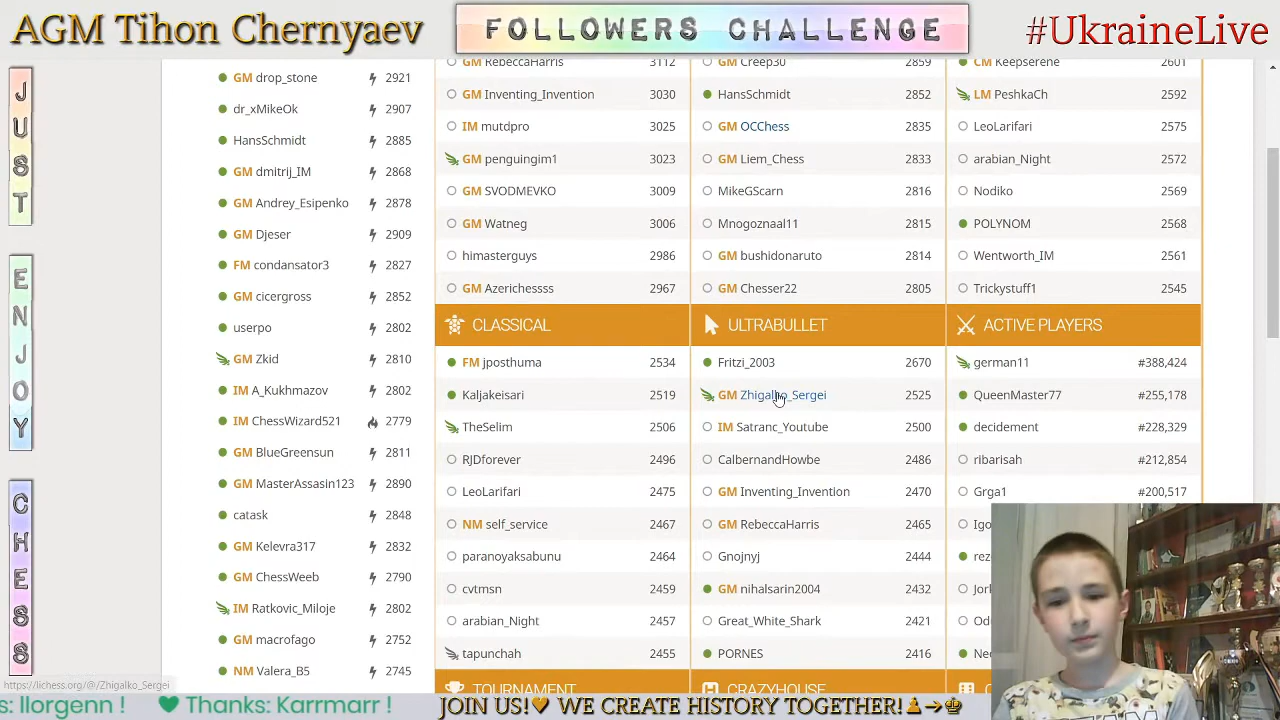 AGM Tihon Chernyaev
FOLLOWERS CHALLENGE
#UkraineLive
JUST
ENJOY
CHESS
GM drop_stone 2921
dr_xMikeOk 2907
HansSchmidt 2885
GM dmitrij_IM 2868
GM Andrey_Esipenko 2878
GM Djeser 2909
FM condansator3 2827
GM cicergross 2852
userpo 2802
GM Zkid 2810
IM A_Kukhmazov 2802
IM ChessWizard521 2779
GM BlueGreensun 2811
GM MasterAssasin123 2890
catask 2848
GM Kelevra317 2832
GM ChessWeeb 2790
IM Ratkovic_Miloje 2802
GM macrofago 2752
NM Valera_B5 2745
GM RebeccaHarris 3112
GM Inventing_Invention 3030
IM mutdpro 3025
GM penguingim1 3023
GM SVODMEVKO 3009
GM Watneg 3006
himasterguys 2986
GM Azerichessss 2967
CLASSICAL
FM jposthuma 2534
Kaljakeisari 2519
TheSelim 2506
RJDforever 2496
LeoLarifari 2475
NM self_service 2467
paranoyaksabunu 2464
cvtmsn 2459
arabian_Night 2457
tapunchah 2455
TOURNAMENT
GM Creep30 2859
HansSchmidt 2852
GM OCChess 2835
GM Liem_Chess 2833
MikeGScarn 2816
Mnogoznaal11 2815
GM bushidonaruto 2814
GM Chesser22 2805
ULTRABULLET
Fritzi_2003 2670
GM Zhigalko_Sergei 2525
IM Satranc_Youtube 2500
CalbernandHowbe 2486
GM Inventing_Invention 2470
GM RebeccaHarris 2465
Gnojnyj 2444
GM nihalsarin2004 2432
Great_White_Shark 2421
PORNES 2416
CRAZYHOUSE
CM Keepserene 2601
LM PeshkaCh 2592
LeoLarifari 2575
arabian_Night 2572
Nodiko 2569
POLYNOM 2568
Wentworth_IM 2561
Trickystuff1 2545
ACTIVE PLAYERS
german11 #388,424
QueenMaster77 #255,178
decidement #228,329
ribarisah #212,854
Grga1 #200,517
https://lichess.org/@/Zhigalko_Sergei
s: Ilorgenn ! Thanks: Karrmarr !
JOIN US! WE CREATE HISTORY TOGETHER!